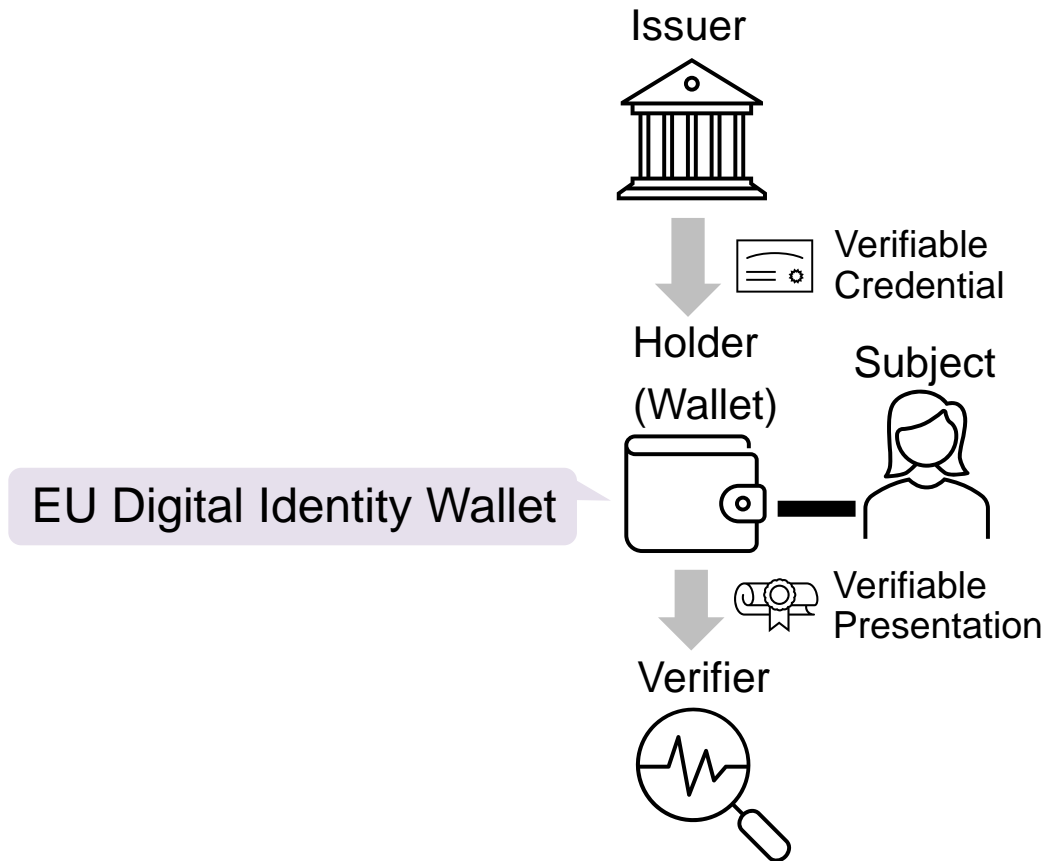 Issuer
Verifiable
Credential
Holder
(Wallet)
Subject
EU Digital Identity Wallet
Verifiable
Presentation
Verifier